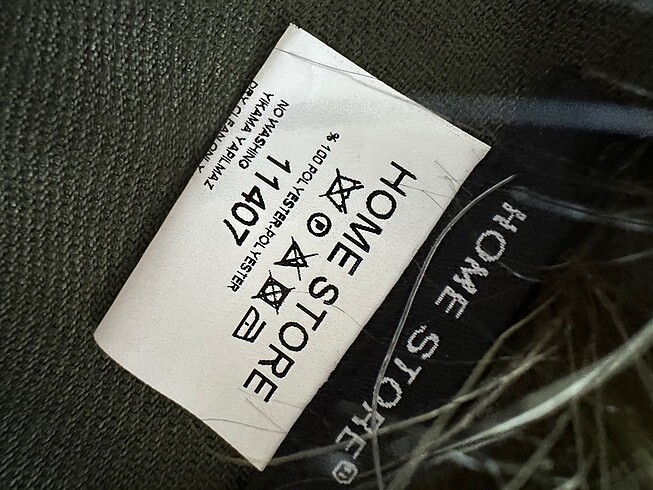 HOME STORE
% 100 POLYESTER-POLYESTER
11407
NO WASHING
YIKAMA YAPILMAZ
DRY CLEAN ONLY
HOME STORE®